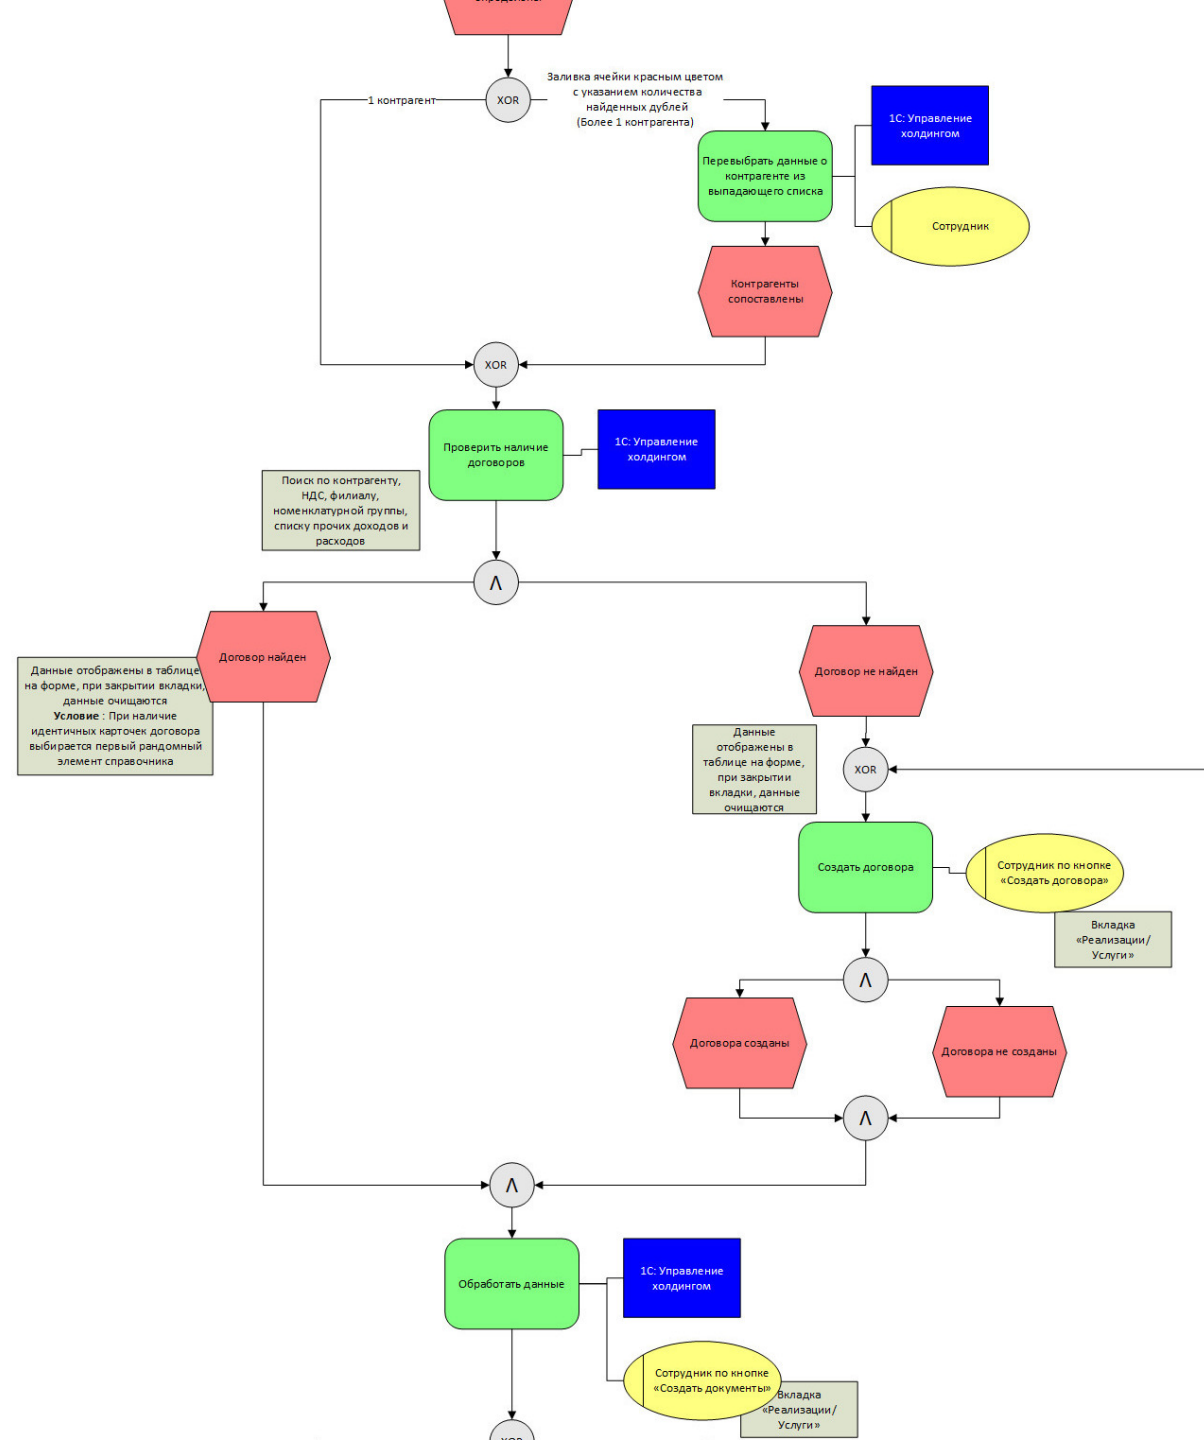 XOR
1 контрагент
Заливка ячейки красным цветом
с указанием количества
найденных дублей
(Более 1 контрагента)
1С: Управление
холдингом
Перевыбрать данные о
контрагенте из
выпадающего списка
Сотрудник
Контрагенты
сопоставлены
XOR
Проверить наличие
договоров
1С: Управление
холдингом
Поиск по контрагенту,
НДС, филиалу,
номенклатурной группы,
списку прочих доходов и
расходов
Λ
Договор найден
Данные отображены в таблице
на форме, при закрытии вкладки,
данные очищаются
Условие : При наличие
идентичных карточек договора
выбирается первый рандомный
элемент справочника
Договор не найден
Данные
отображены в
таблице на форме,
при закрытии
вкладки, данные
очищаются
XOR
Создать договора
Сотрудник по кнопке
«Создать договора»
Вкладка
«Реализации/
Услуги»
Λ
Договора созданы
Договора не созданы
Λ
Λ
Обработать данные
1С: Управление
холдингом
Сотрудник по кнопке
«Создать документы»
Вкладка
«Реализации/
Услуги»
XOR